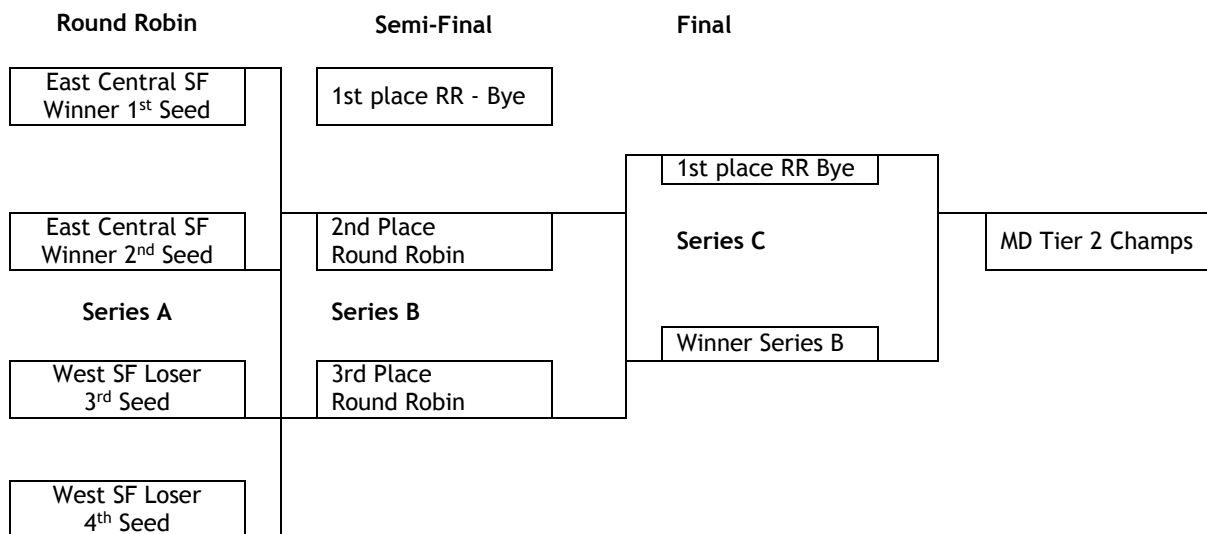 Round Robin
Semi-Final
Final
East Central SF
Winner 1st Seed
1st place RR - Bye
1st place RR Bye
East Central SF
Winner 2nd Seed
2nd Place
Round Robin
Series C
MD Tier 2 Champs
Series A
Series B
Winner Series B
West SF Loser
3rd Seed
3rd Place
Round Robin
West SF Loser
4th Seed